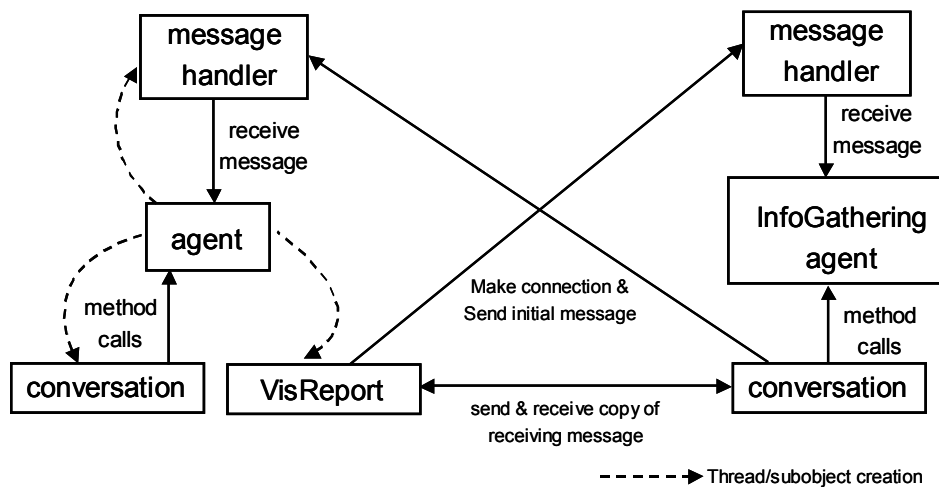 message
handler
message
handler
receive
message
receive
message
agent
InfoGathering
agent
Make connection &
Send initial message
method
calls
method
calls
conversation
VisReport
conversation
send & receive copy of
receiving message
Thread/subobject creation